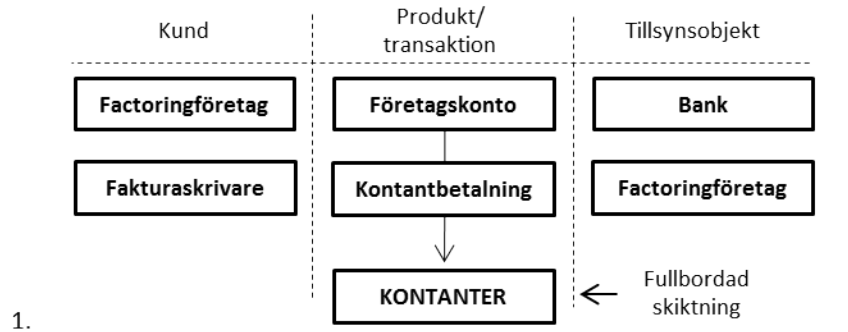 Kund
Produkt/
transaktion
Tillsynsobjekt
Factoringföretag
Företagskonto
Bank
Fakturaskrivare
Kontantbetalning
Factoringföretag
KONTANTER
Fullbordad
skiktning
1.